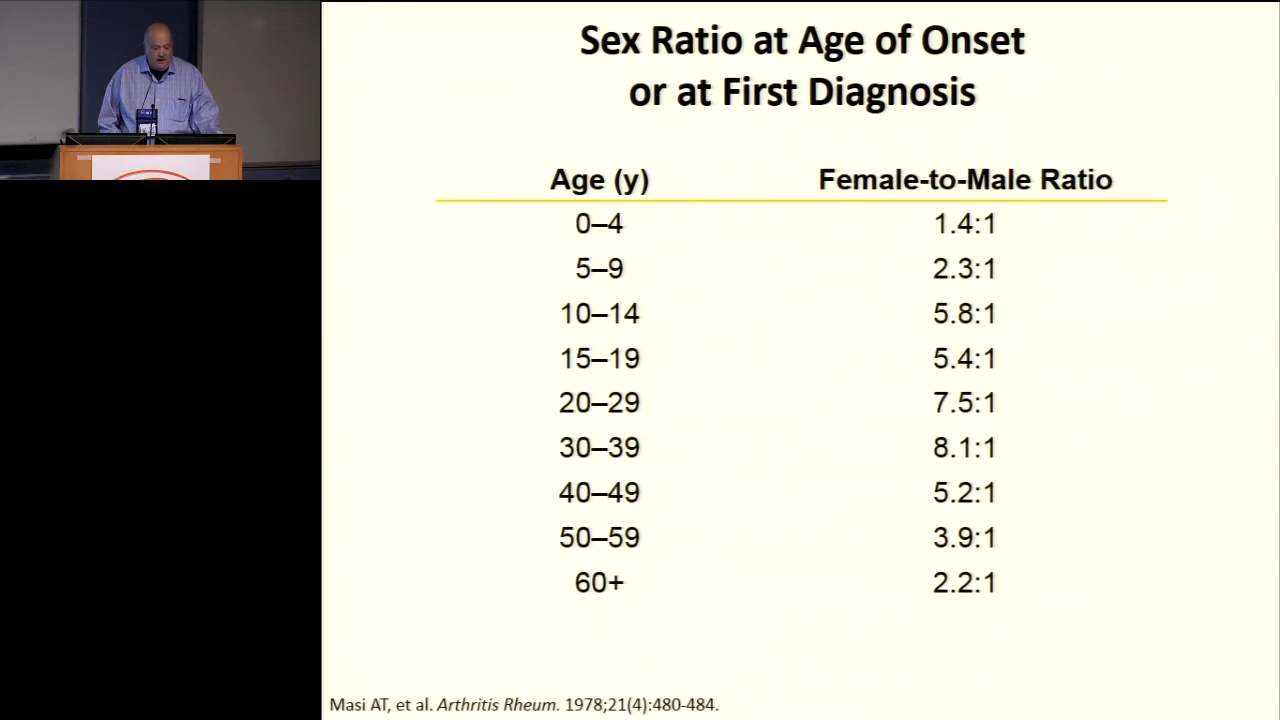 Sex Ratio at Age of Onset
or at First Diagnosis
Age (y) Female-to-Male Ratio
0–4 1.4:1
5–9 2.3:1
10–14 5.8:1
15–19 5.4:1
20–29 7.5:1
30–39 8.1:1
40–49 5.2:1
50–59 3.9:1
60+ 2.2:1
Masi AT, et al. Arthritis Rheum. 1978;21(4):480-484.